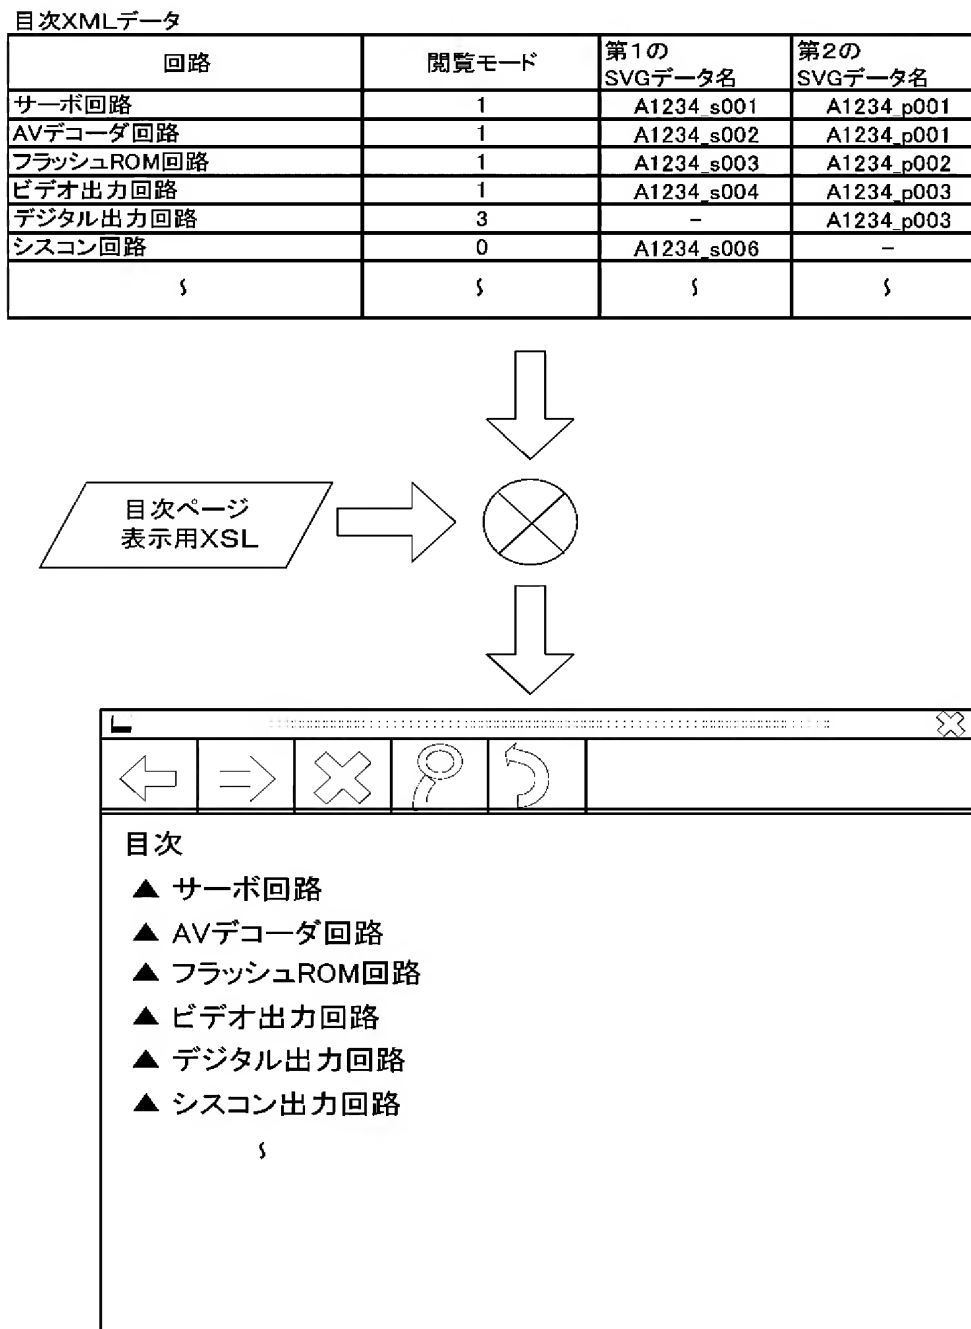 目次XMLデータ
回路 閲覧モード 第1の 第2の
SVGデータ名 SVGデータ名
サーボ回路 1 A1234_s001 A1234_p001
AVデコーダ回路 1 A1234_s002 A1234_p001
フラッシュROM回路 1 A1234_s003 A1234_p002
ビデオ出力回路 1 A1234_s004 A1234_p003
デジタル出力回路 3 － A1234_p003
シスコン回路 0 A1234_s006 －
目次ページ
表示用XSL
目次
▲ サーボ回路
▲ AVデコーダ回路
▲ フラッシュROM回路
▲ ビデオ出力回路
▲ デジタル出力回路
▲ シスコン出力回路